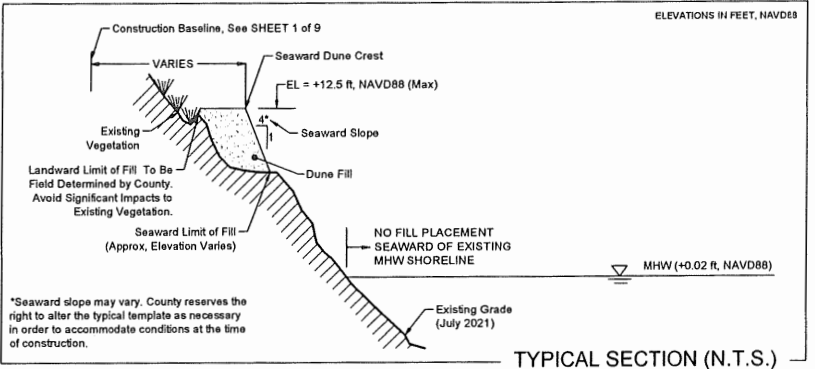 ELEVATIONS IN FEET, NAVD88
Construction Baseline, See SHEET 1 of 9
VARIES
Seaward Dune Crest
EL = +12.5 ft, NAVD88 (Max)
4*
1
Seaward Slope
Existing
Vegetation
Landward Limit of Fill To Be
Field Determined by County.
Avoid Significant Impacts to
Existing Vegetation.
Dune Fill
Seaward Limit of Fill
(Approx, Elevation Varies)
NO FILL PLACEMENT
SEAWARD OF EXISTING
MHW SHORELINE
MHW (+0.02 ft, NAVD88)
*Seaward slope may vary. County reserves the
right to alter the typical template as necessary
in order to accommodate conditions at the time
of construction.
Existing Grade
(July 2021)
TYPICAL SECTION (N.T.S.)